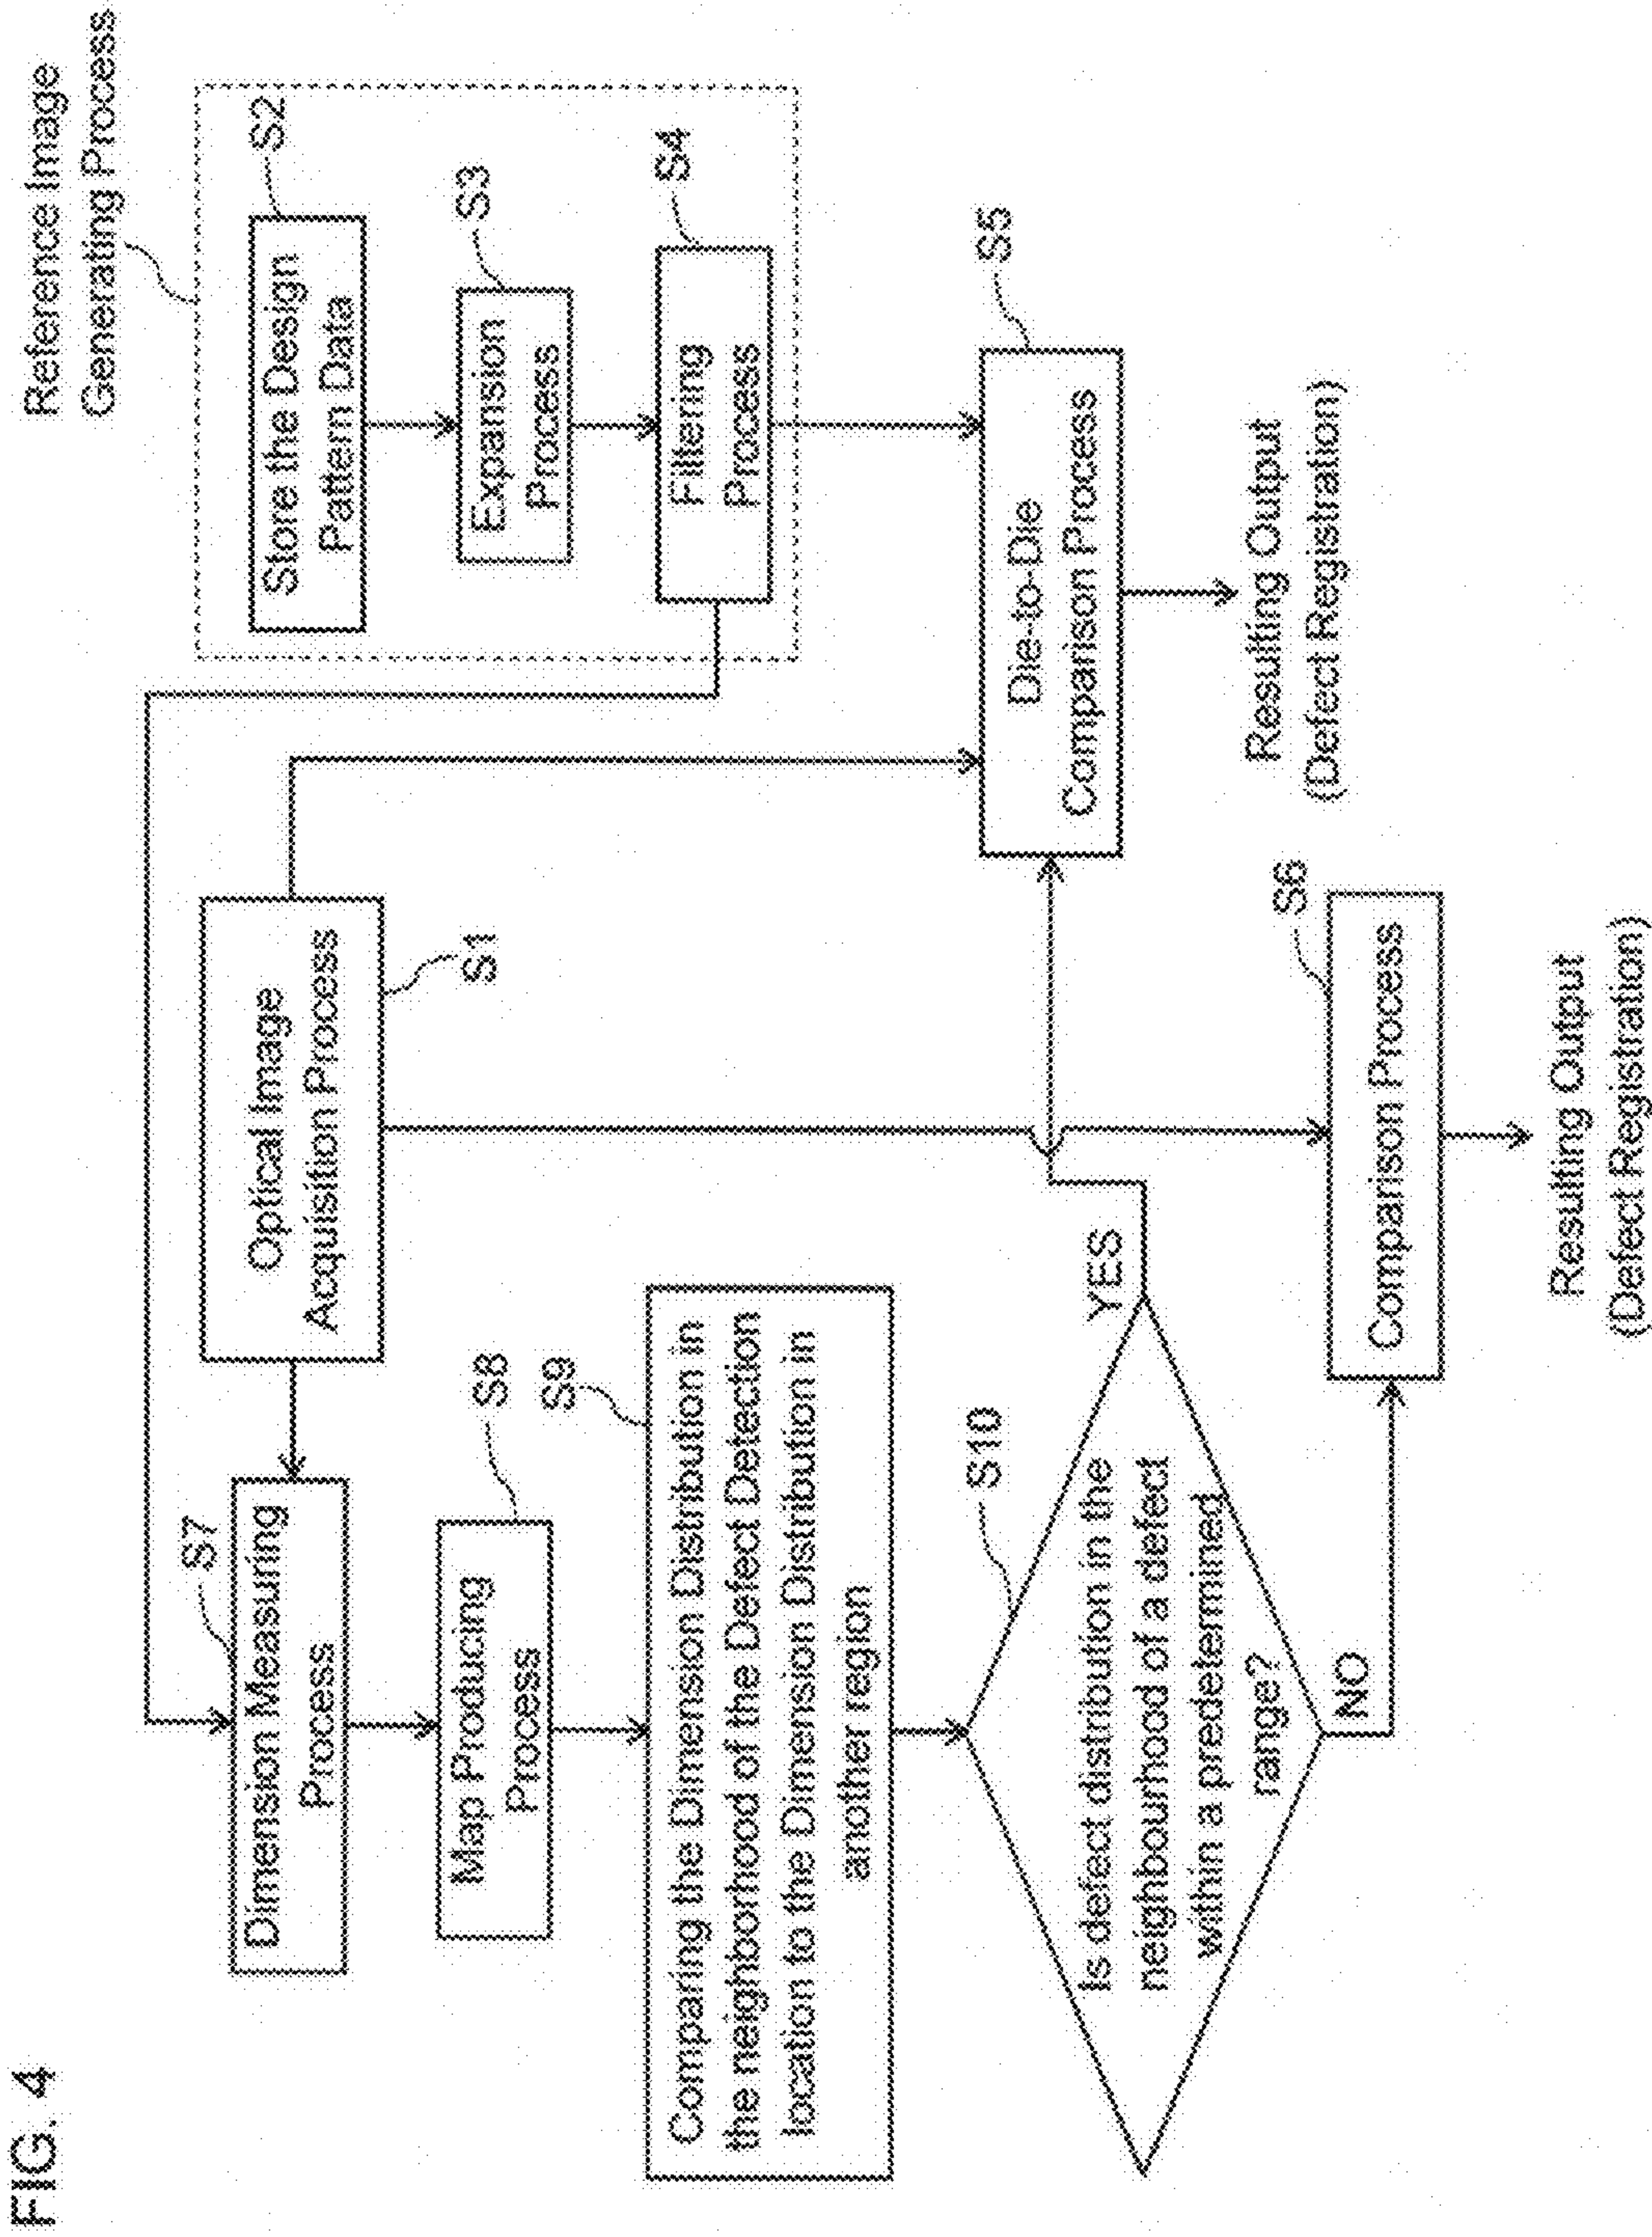 FIG. 4
Reference Image
Generating Process
S2
Store the Design
Pattern Data
S3
Expansion
Process
S4
Filtering
Process
Optical Image
Acquisition Process
S1
S7
Dimension Measuring
Process
S8
Map Producing
Process
S9
Comparing the Dimension Distribution in
the neighborhood of the Defect Detection
location to the Dimension Distribution in
another region
S10
Is defect distribution in the
neighbourhood of a defect
within a predetermined
range?
YES
NO
S5
Die-to-Die
Comparison Process
Resulting Output
(Defect Registration)
S6
Comparison Process
Resulting Output
(Defect Registration)